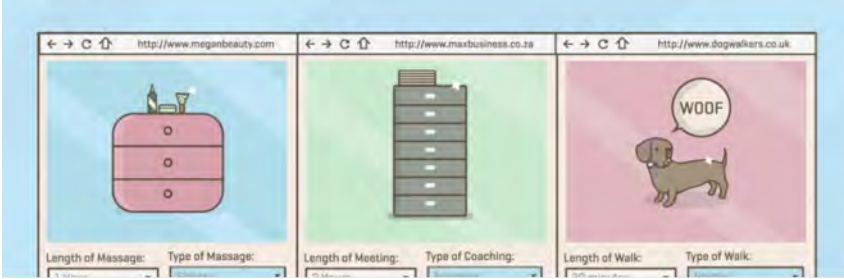 http://www.meganbeauty.com
http://www.maxbusiness.co.za
http://www.dogwalkers.co.uk
WOOF
Length of Massage: Type of Massage:
Length of Meeting: Type of Coaching:
Length of Walk: Type of Walk: